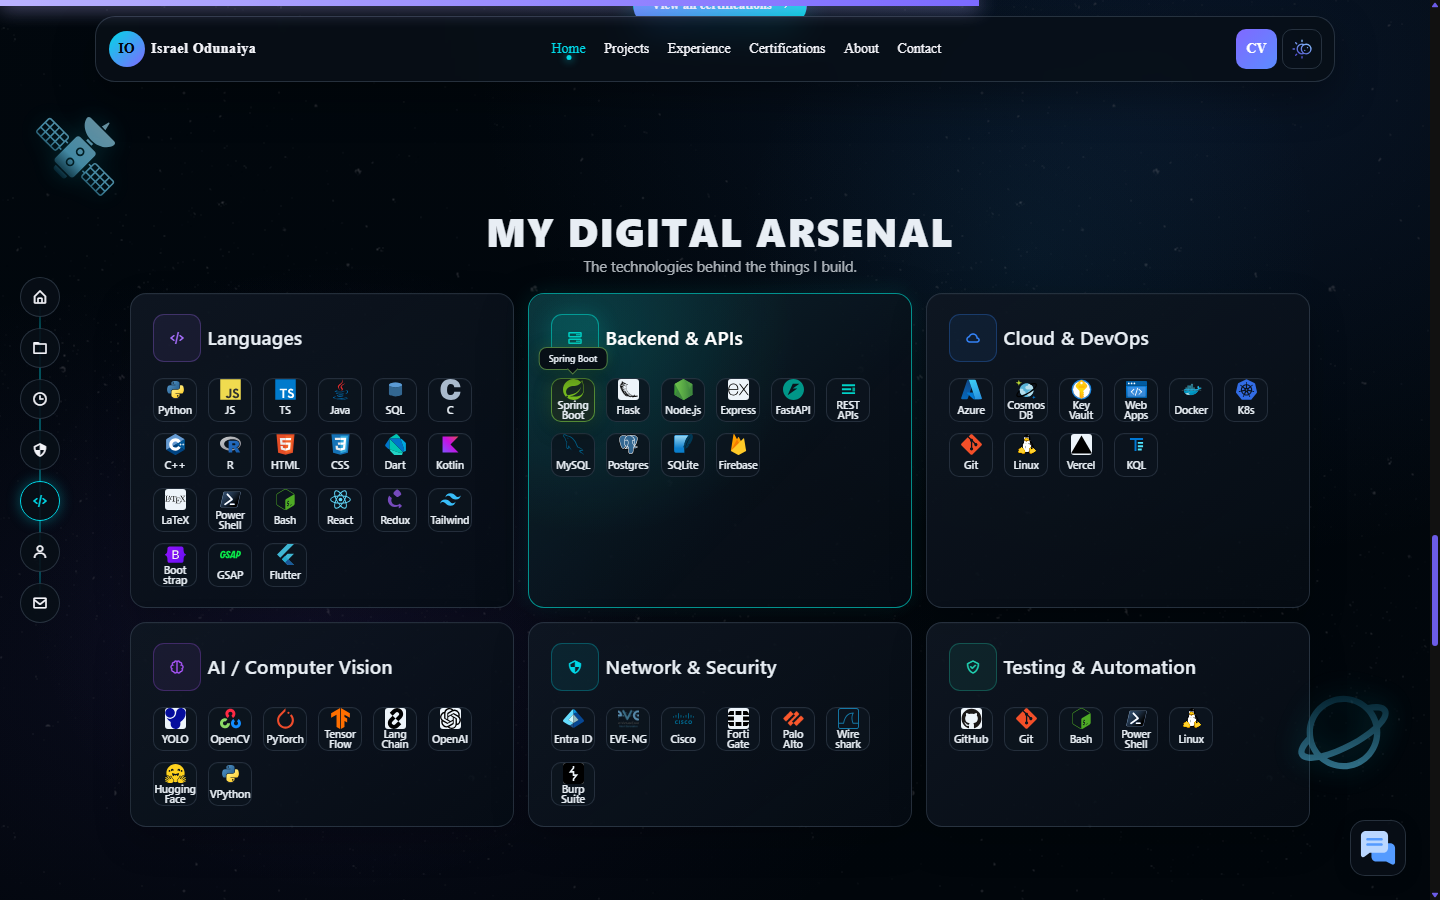 View all certifications
IO Israel Odunaiya
Home Projects Experience Certifications About Contact
CV
MY DIGITAL ARSENAL
The technologies behind the things I build.
Languages
Python JS TS Java SQL C
C++ R HTML CSS Dart Kotlin
LaTeX Power Shell Bash React Redux Tailwind
Boot strap GSAP Flutter
Backend & APIs
Spring Boot
Spring Boot Flask Node.js Express FastAPI REST APIs
MySQL Postgres SQLite Firebase
Cloud & DevOps
Azure Cosmos DB Key Vault Web Apps Docker K8s
Git Linux Vercel KQL
AI / Computer Vision
YOLO OpenCV PyTorch Tensor Flow Lang Chain OpenAI
Hugging Face VPython
Network & Security
Entra ID EVE-NG Cisco Forti Gate Palo Alto Wire shark
Burp Suite
Testing & Automation
GitHub Git Bash Power Shell Linux